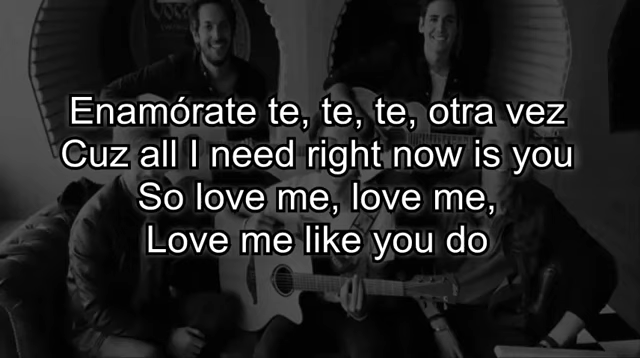 Enamórate te, te, te, otra vez
Cuz all I need right now is you
So love me, love me,
Love me like you do